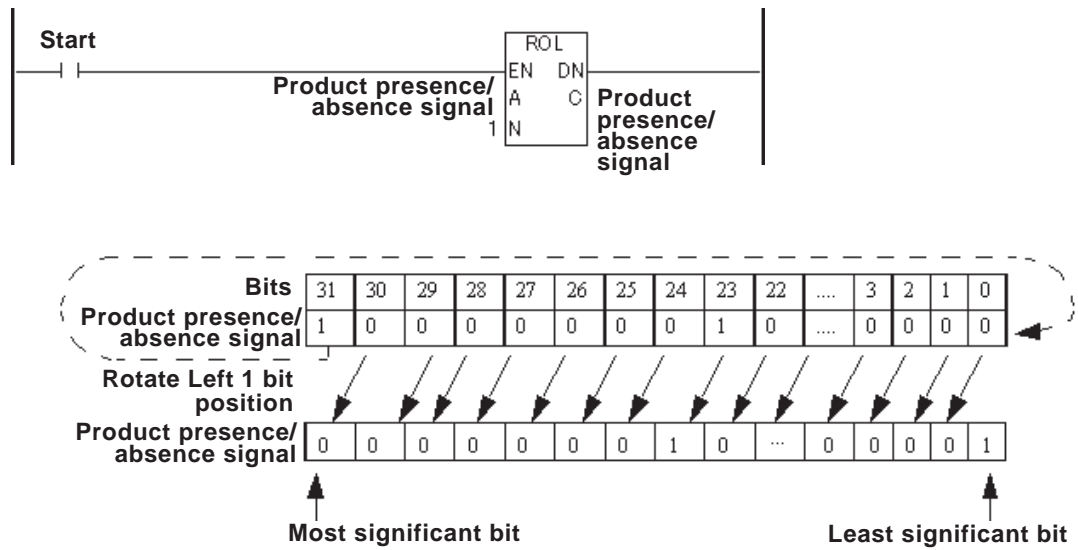 Start
ROL
EN DN
Product presence/
absence signal
A C
1 N
Product
presence/
absence
signal
Bits 31 30 29 28 27 26 25 24 23 22 .... 3 2 1 0
Product presence/
absence signal
1 0 0 0 0 0 0 0 1 0 .... 0 0 0 0
Rotate Left 1 bit
position
Product presence/
absence signal
0 0 0 0 0 0 0 1 0 ... 0 0 0 0 1
Most significant bit
Least significant bit